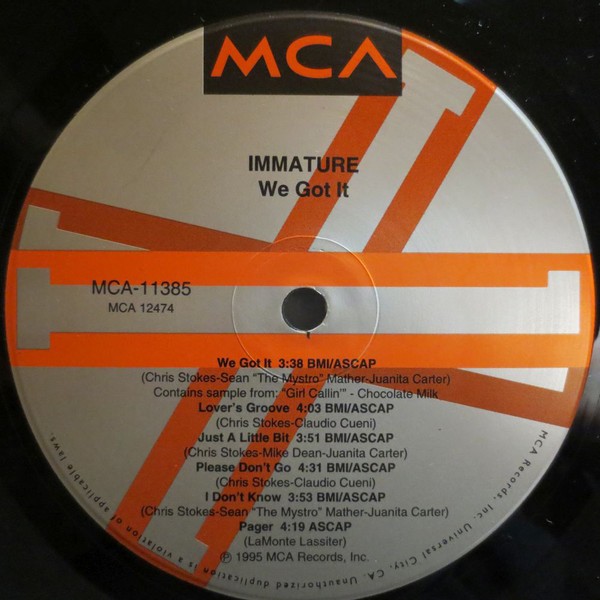 MCA
IMMATURE
We Got It
MCA-11385
MCA 12474
We Got It 3:38 BMI/ASCAP
(Chris Stokes-Sean "The Mystro" Mather-Juanita Carter)
Contains sample from: "Girl Callin'" - Chocolate Milk
Lover's Groove 4:03 BMI/ASCAP
(Chris Stokes-Claudio Cueni)
Just A Little Bit 3:51 BMI/ASCAP
(Chris Stokes-Mike Dean-Juanita Carter)
Please Don't Go 4:31 BMI/ASCAP
(Chris Stokes-Claudio Cueni)
I Don't Know 3:53 BMI/ASCAP
(Chris Stokes-Sean "The Mystro" Mather-Juanita Carter)
Pager 4:19 ASCAP
(LaMonte Lassiter)
℗ 1995 MCA Records, Inc.
MCA Records, Inc. Universal City, CA. Unauthorized duplication is a violation of applicable laws.